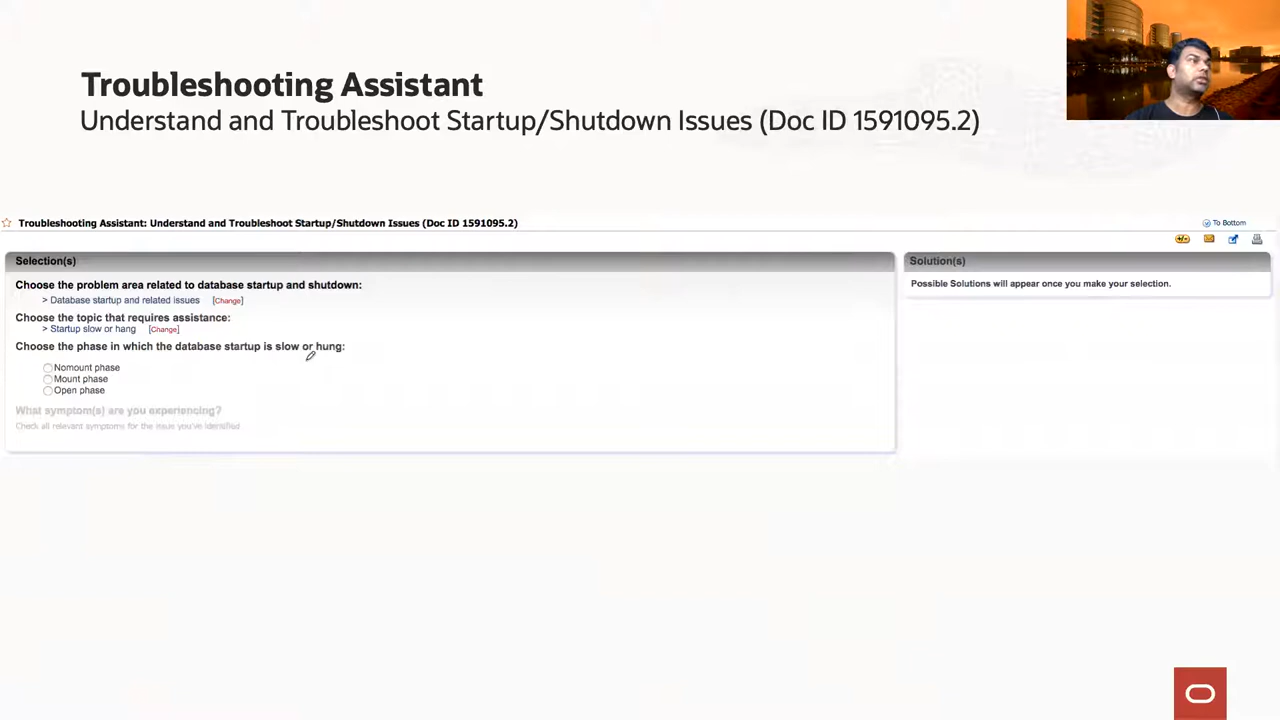 Troubleshooting Assistant
Understand and Troubleshoot Startup/Shutdown Issues (Doc ID 1591095.2)
Troubleshooting Assistant: Understand and Troubleshoot Startup/Shutdown Issues (Doc ID 1591095.2)
To Bottom
Selection(s)
Choose the problem area related to database startup and shutdown:
> Database startup and related issues [Change]
Choose the topic that requires assistance:
> Startup slow or hang [Change]
Choose the phase in which the database startup is slow or hung:
Nomount phase
Mount phase
Open phase
What symptom(s) are you experiencing?
Check all relevant symptoms for the issue you've identified
Solution(s)
Possible Solutions will appear once you make your selection.